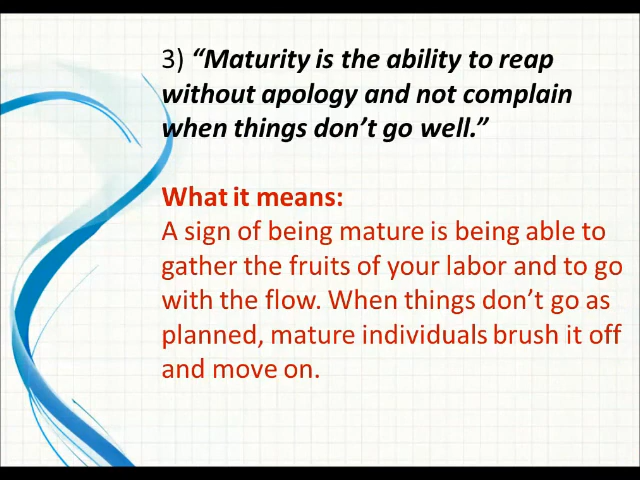 3) “Maturity is the ability to reap
without apology and not complain
when things don’t go well.”
What it means:
A sign of being mature is being able to
gather the fruits of your labor and to go
with the flow. When things don’t go as
planned, mature individuals brush it off
and move on.